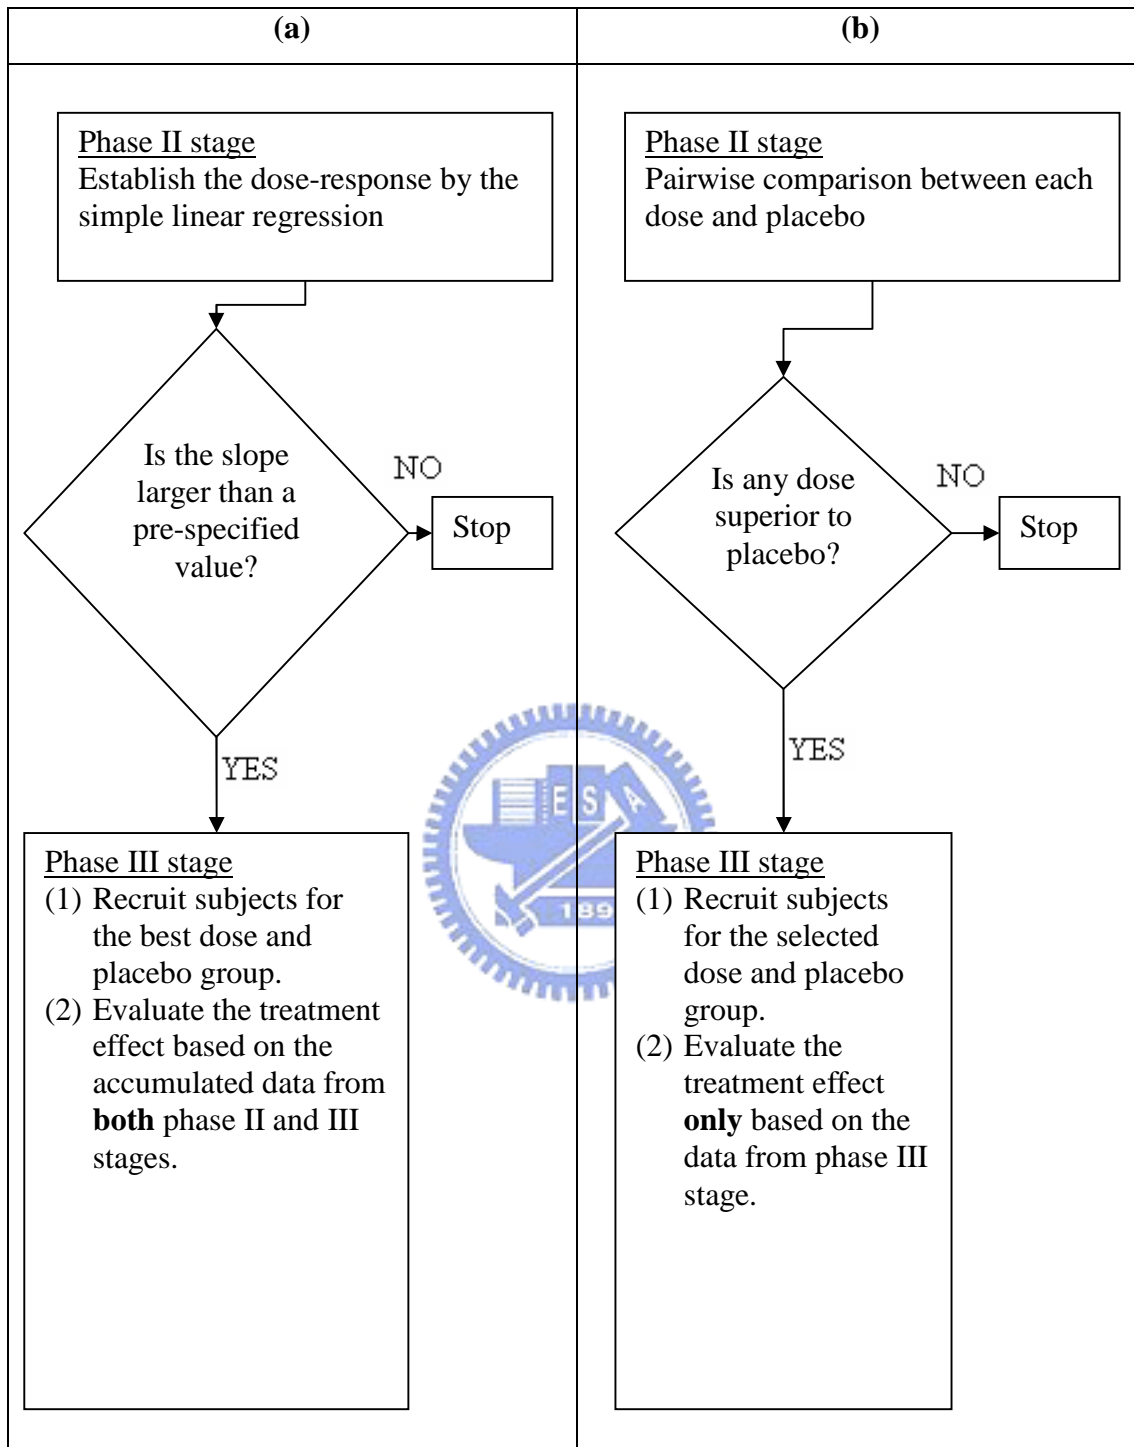 (a)
Phase II stage
Establish the dose-response by the
simple linear regression
Is the slope
larger than a
pre-specified
value?
NO
Stop
YES
Phase III stage
(1) Recruit subjects for
the best dose and
placebo group.
(2) Evaluate the treatment
effect based on the
accumulated data from
both phase II and III
stages.
(b)
Phase II stage
Pairwise comparison between each
dose and placebo
Is any dose
superior to
placebo?
NO
Stop
YES
Phase III stage
(1) Recruit subjects
for the selected
dose and placebo
group.
(2) Evaluate the
treatment effect
only based on the
data from phase III
stage.
E S A
189